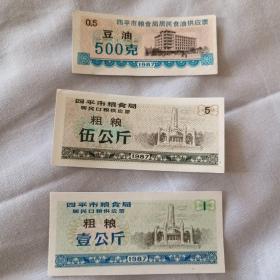 0.5
四平市粮食局居民食油供应票
豆油
500克
1987
四平市粮食局
居民口粮供应票
5
粗粮
伍公斤
1987
四平市粮食局
居民口粮供应票
1
粗粮
壹公斤
1987